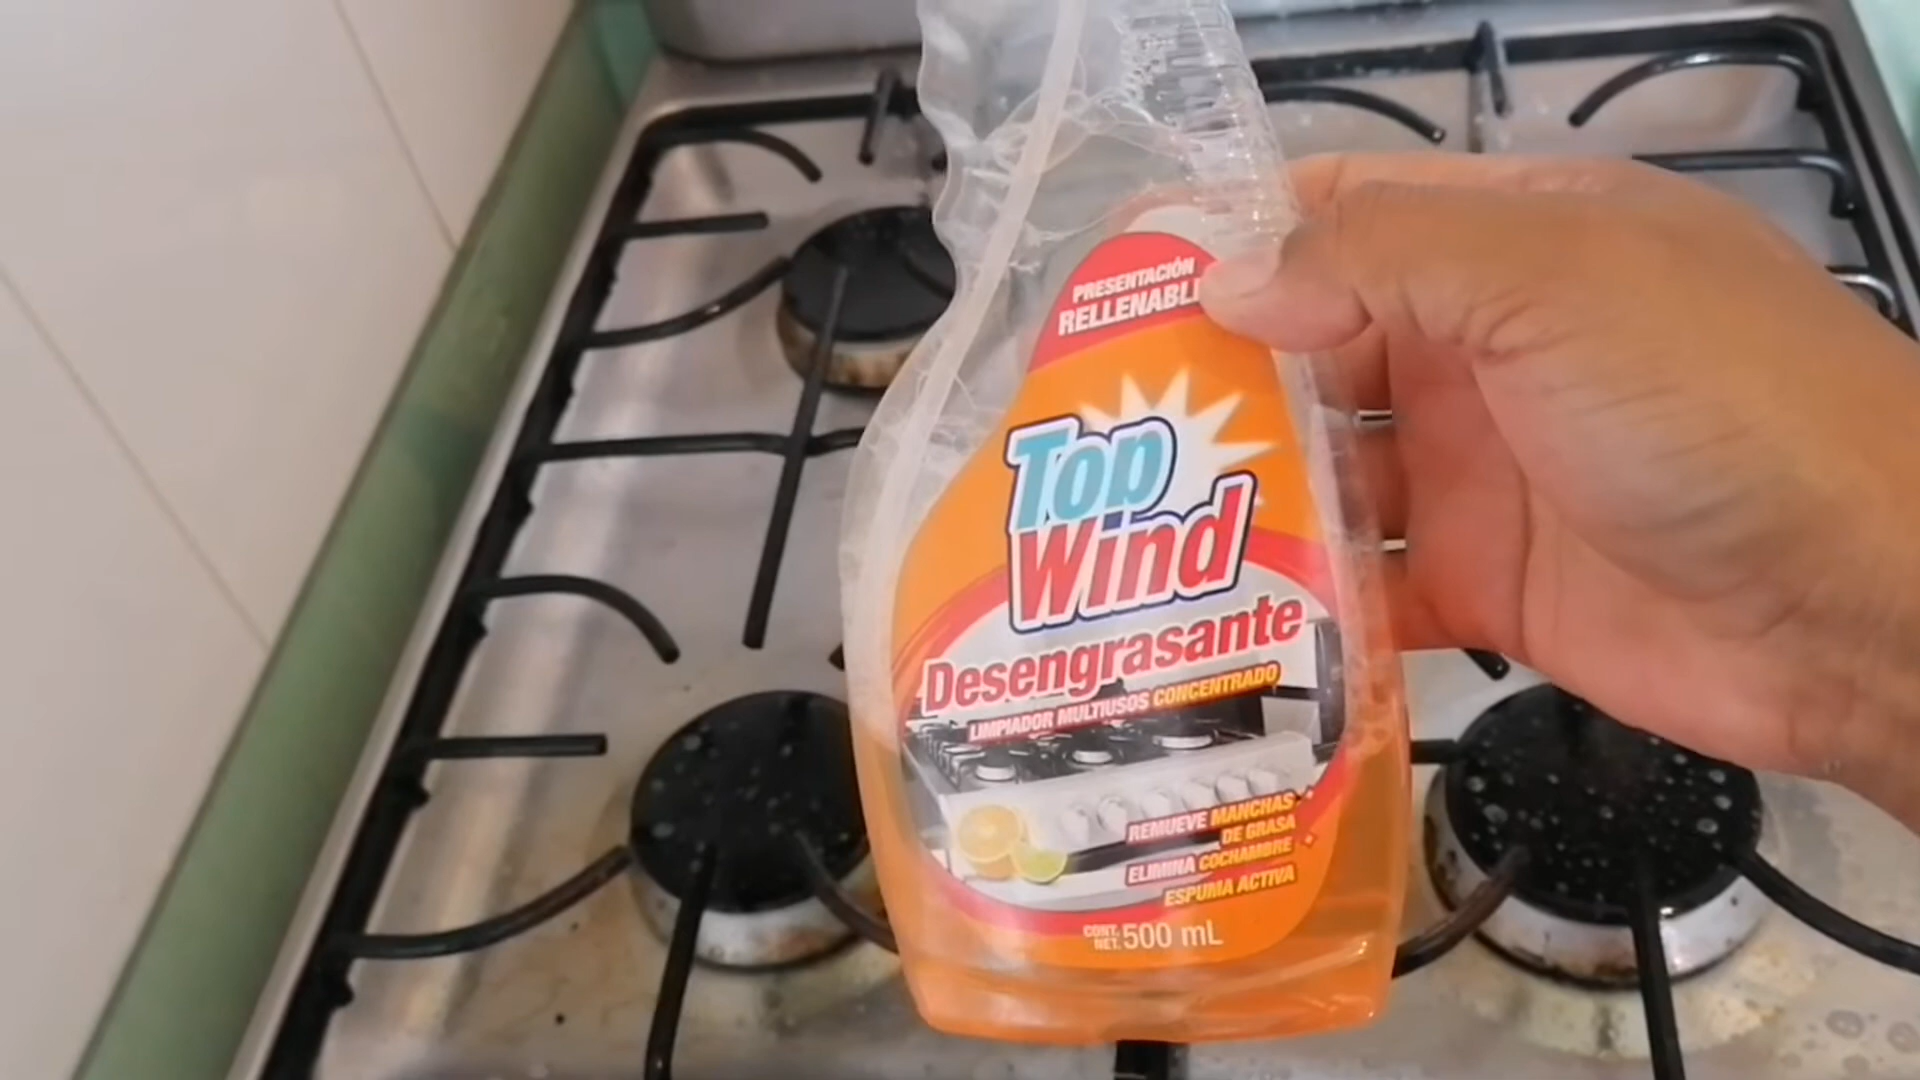 PRESENTACIÓN
RELLENABL
Top
Wind
Desengrasante
LIMPIADOR MULTIUSOS CONCENTRADO
REMUEVE MANCHAS
DE GRASA
ELIMINA COCHAMBRE
ESPUMA ACTIVA
CONT.
NET. 500 mL